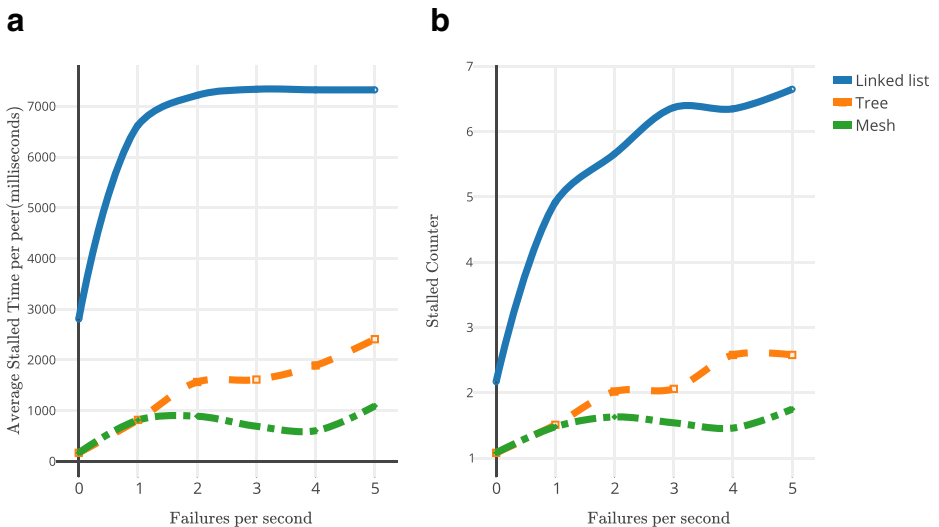 a
Average Stalled Time per peer(milliseconds)
7000
6000
5000
4000
3000
2000
1000
0
0 1 2 3 4 5
Failures per second
b
Stalled Counter
7
6
5
4
3
2
1
0 1 2 3 4 5
Failures per second
Linked list
Tree
Mesh